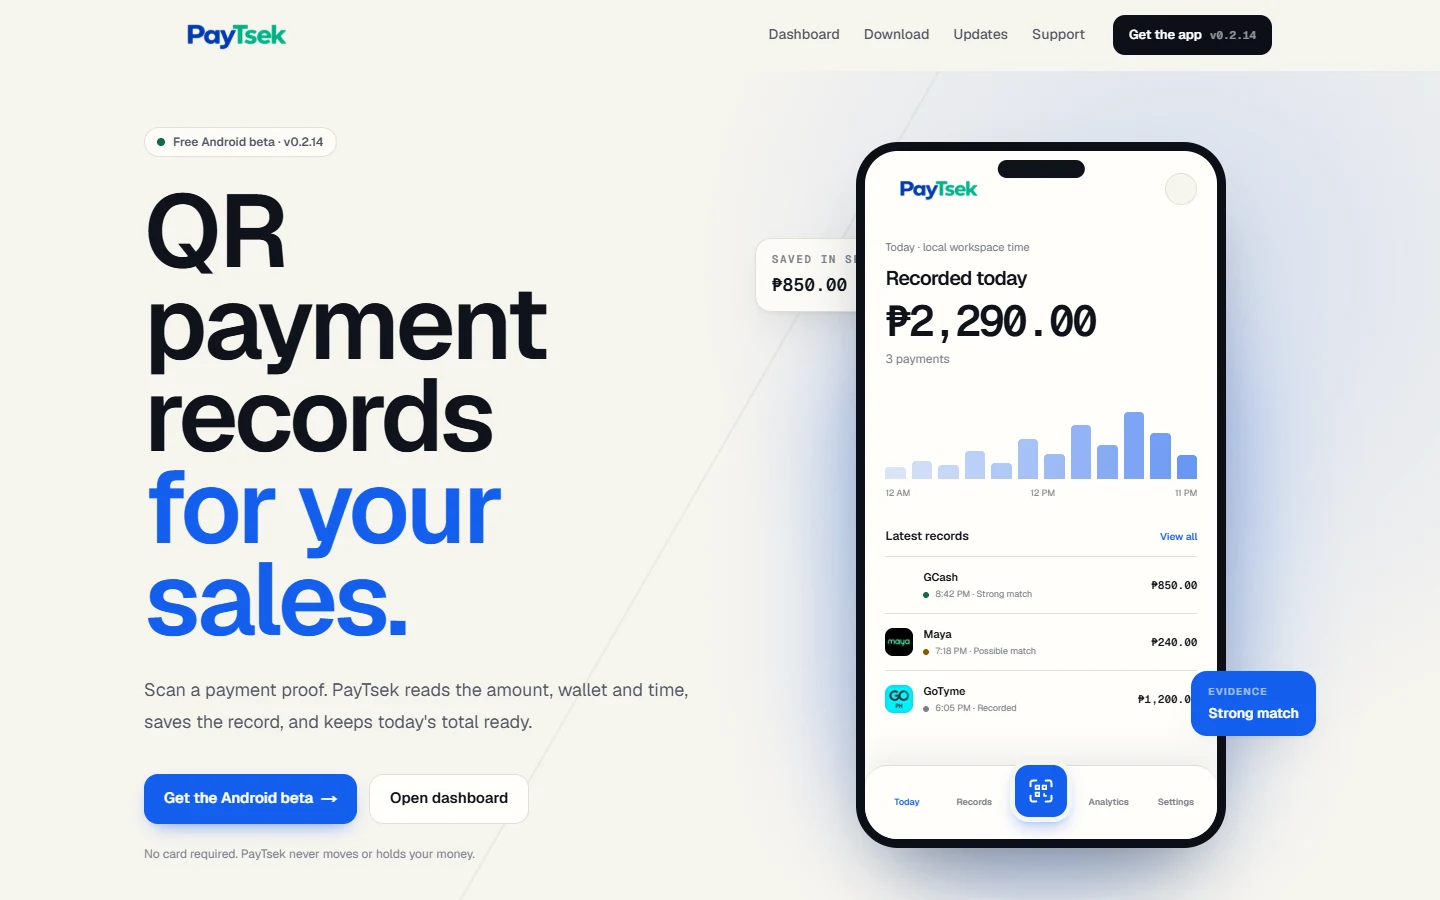 PayTsek
Dashboard
Download
Updates
Support
Get the app v0.2.14
Free Android beta · v0.2.14
QR
payment
records
for your
sales.
Scan a payment proof. PayTsek reads the amount, wallet and time,
saves the record, and keeps today's total ready.
Get the Android beta →
Open dashboard
No card required. PayTsek never moves or holds your money.
SAVED IN
₱850.00
PayTsek
Today · local workspace time
Recorded today
₱2,290.00
3 payments
12 AM
12 PM
11 PM
Latest records
View all
GCash
8:42 PM · Strong match
₱850.00
maya
Maya
7:18 PM · Possible match
₱240.00
GO
PH
GoTyme
6:05 PM · Recorded
₱1,200.0
EVIDENCE
Strong match
Today
Records
Analytics
Settings